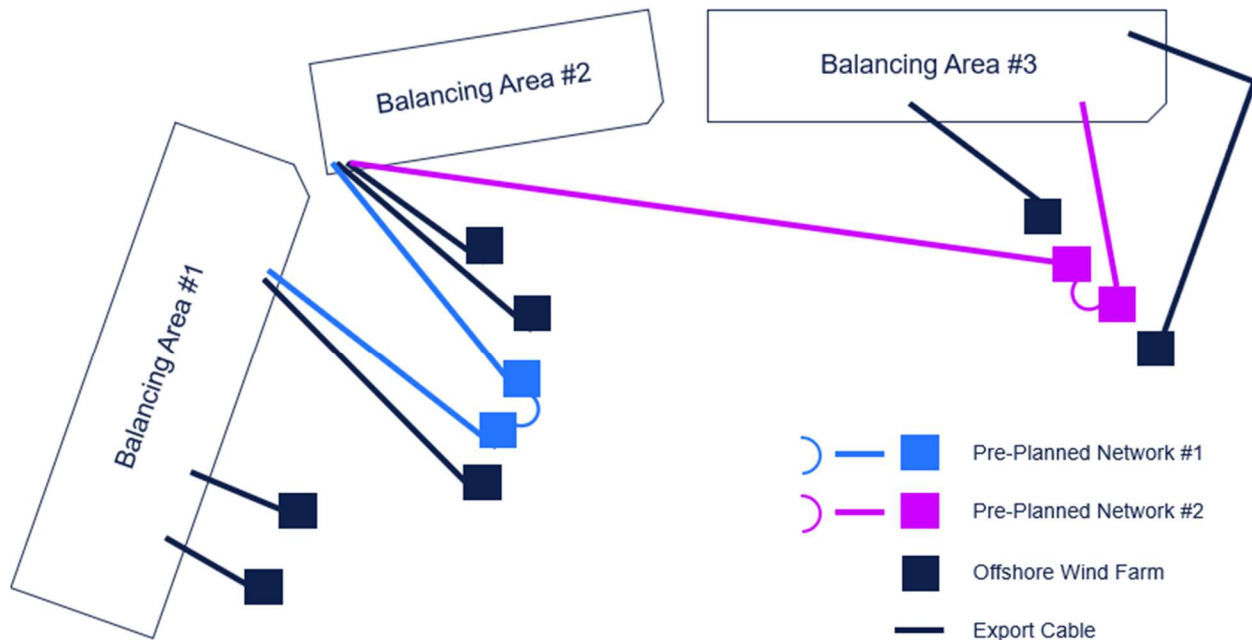 Balancing Area #1
Balancing Area #2
Balancing Area #3
Pre-Planned Network #1
Pre-Planned Network #2
Offshore Wind Farm
Export Cable